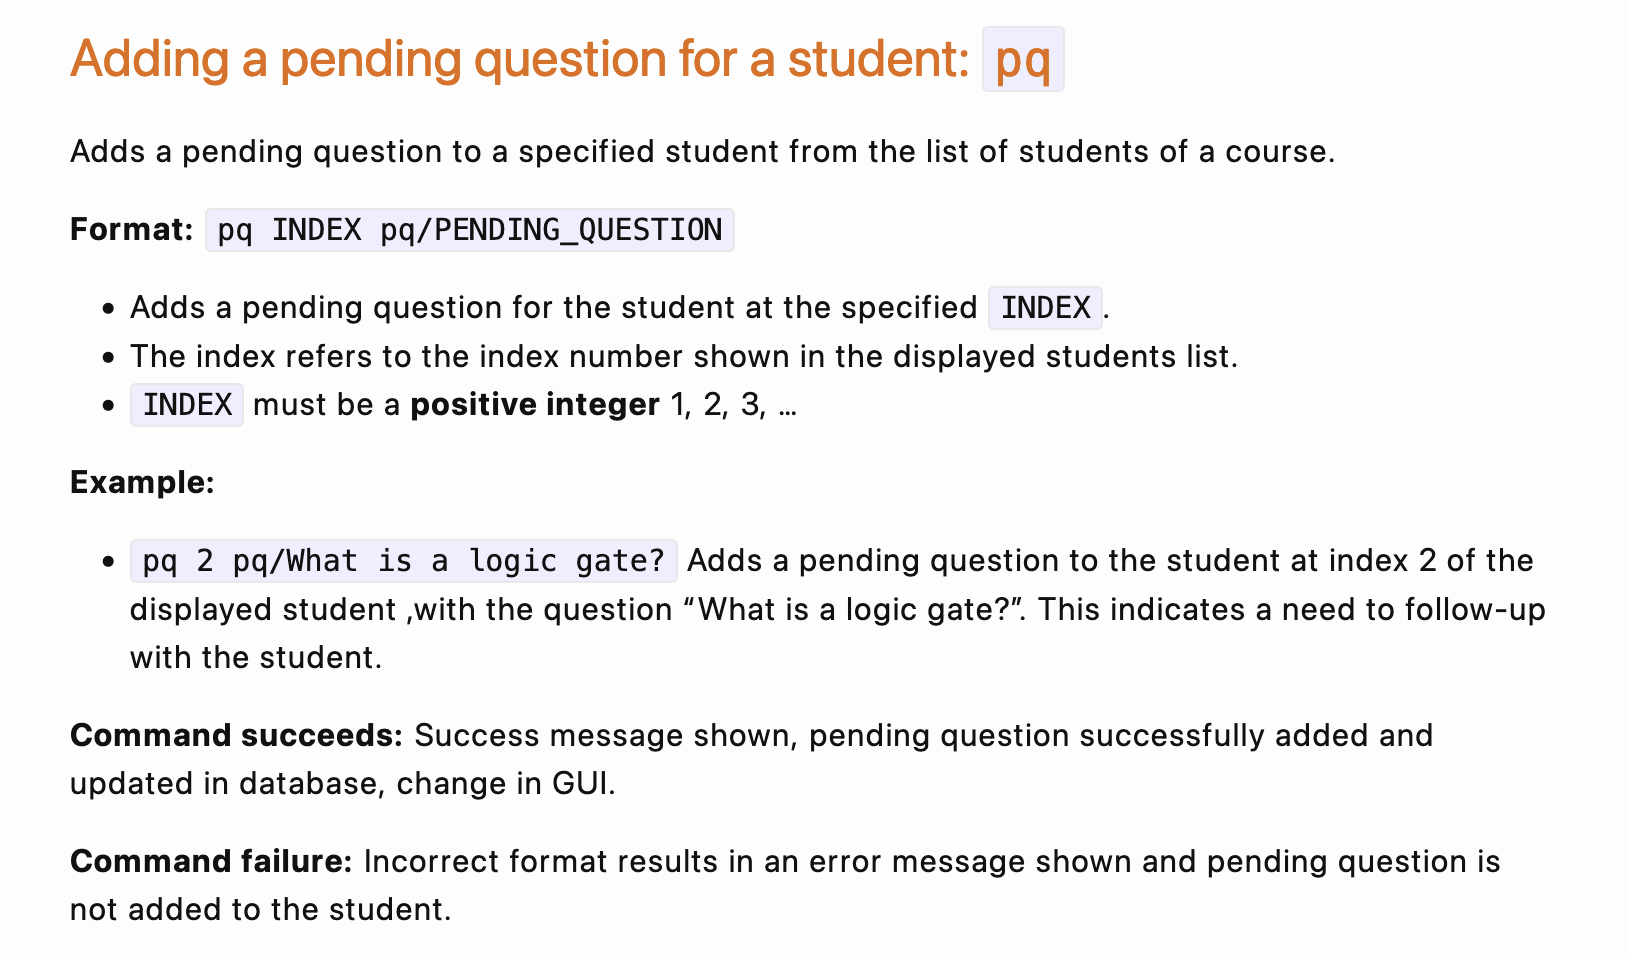 Adding a pending question for a student: pq
Adds a pending question to a specified student from the list of students of a course.
Format: pq INDEX pq/PENDING_QUESTION
• Adds a pending question for the student at the specified INDEX.
• The index refers to the index number shown in the displayed students list.
• INDEX must be a positive integer 1, 2, 3, …
Example:
• pq 2 pq/What is a logic gate? Adds a pending question to the student at index 2 of the
displayed student ,with the question “What is a logic gate?”. This indicates a need to follow-up
with the student.
Command succeeds: Success message shown, pending question successfully added and
updated in database, change in GUI.
Command failure: Incorrect format results in an error message shown and pending question is
not added to the student.